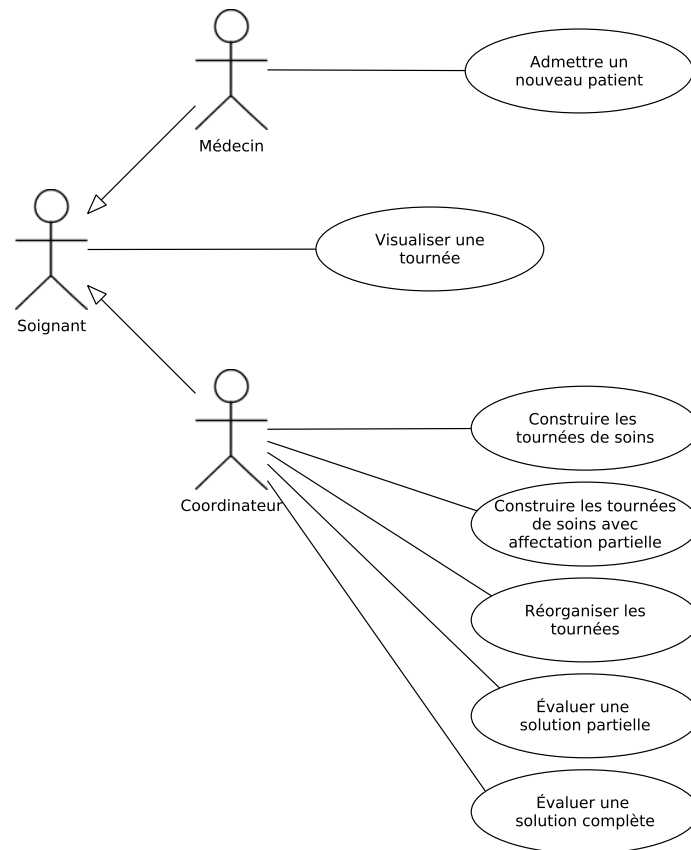 Admettre un
nouveau patient
Médecin
Visualiser une
tournée
Soignant
Construire les
tournées de soins
Coordinateur
Construire les tournées
de soins avec
affectation partielle
Réorganiser les
tournées
Évaluer une
solution partielle
Évaluer une
solution complète